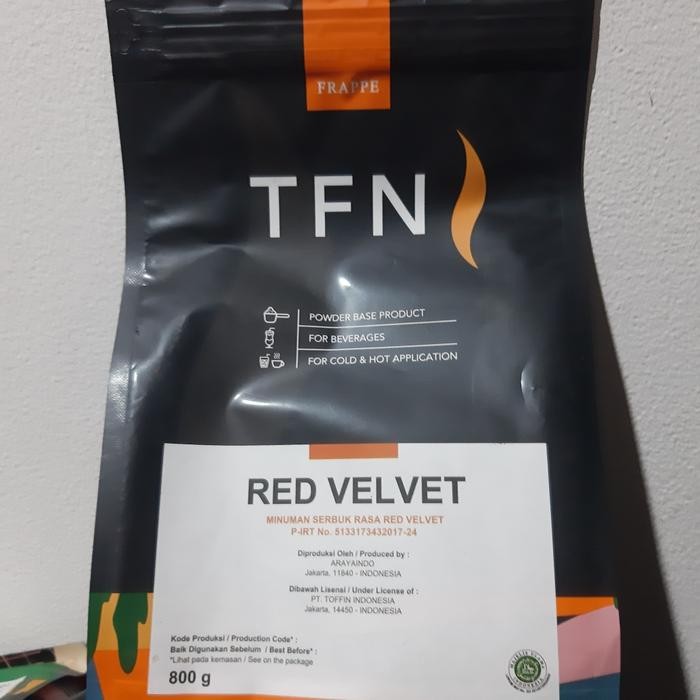 FRAPPE
TFN
POWDER BASE PRODUCT
FOR BEVERAGES
FOR COLD & HOT APPLICATION
RED VELVET
MINUMAN SERBUK RASA RED VELVET
P-IRT No. 5133173432017-24
Diproduksi Oleh / Produced by :
ARAYAINDO
Jakarta, 11840 - INDONESIA
Dibawah Lisensi / Under License of :
PT. TOFFIN INDONESIA
Jakarta, 14450 - INDONESIA
Kode Produksi / Production Code* :
Baik Digunakan Sebelum / Best Before* :
*Lihat pada kemasan / See on the package
800 g
MAJELIS ULAMA
INDONESIA